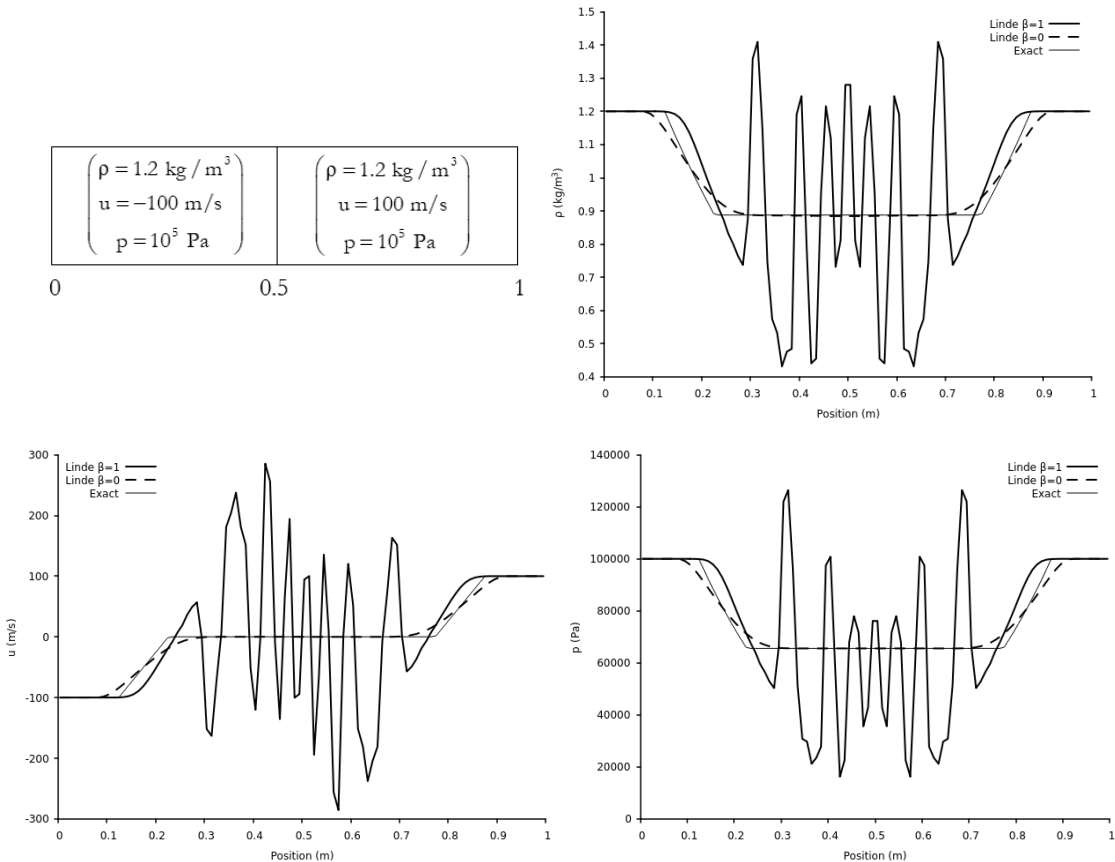 ρ = 1.2 kg / m³
u = −100 m/s
p = 10⁵ Pa
ρ = 1.2 kg / m³
u = 100 m/s
p = 10⁵ Pa
0 0.5 1
Linde β=1
Linde β=0
Exact
1.5
1.4
1.3
1.2
1.1
1
0.9
0.8
0.7
0.6
0.5
0.4
ρ (kg/m³)
0 0.1 0.2 0.3 0.4 0.5 0.6 0.7 0.8 0.9 1
Position (m)
Linde β=1
Linde β=0
Exact
300
200
100
0
-100
-200
-300
u (m/s)
0 0.1 0.2 0.3 0.4 0.5 0.6 0.7 0.8 0.9 1
Position (m)
Linde β=1
Linde β=0
Exact
140000
120000
100000
80000
60000
40000
20000
0
p (Pa)
0 0.1 0.2 0.3 0.4 0.5 0.6 0.7 0.8 0.9 1
Position (m)